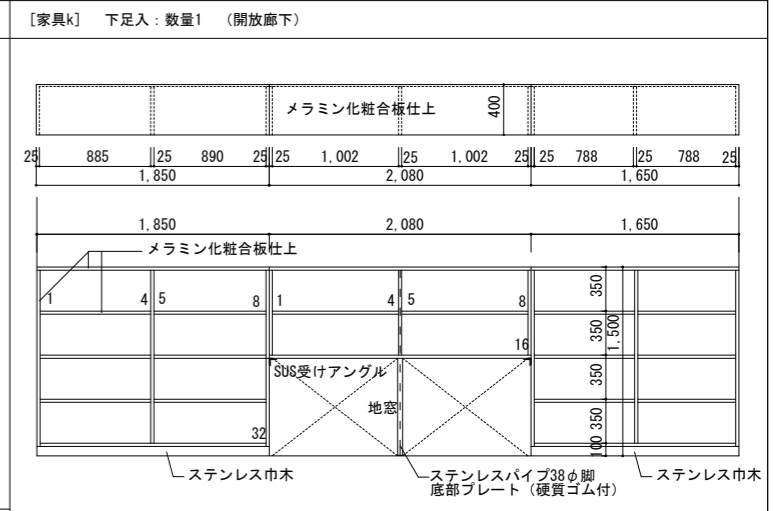 [家具k] 下足入：数量1 （開放廊下）
メラミン化粧合板仕上
400
25 885 25 890 25 25 1,002 25 1,002 25 25 788 25 788 25
1,850 2,080 1,650
1,850 2,080 1,650
メラミン化粧合板仕上
1 4 5 8 1 4 5 8 350
350 1,500
16
SUS受けアングル 350
地窓
350
32 100
ステンレス巾木 ステンレスパイプ38φ脚 ステンレス巾木
底部プレート（硬質ゴム付）